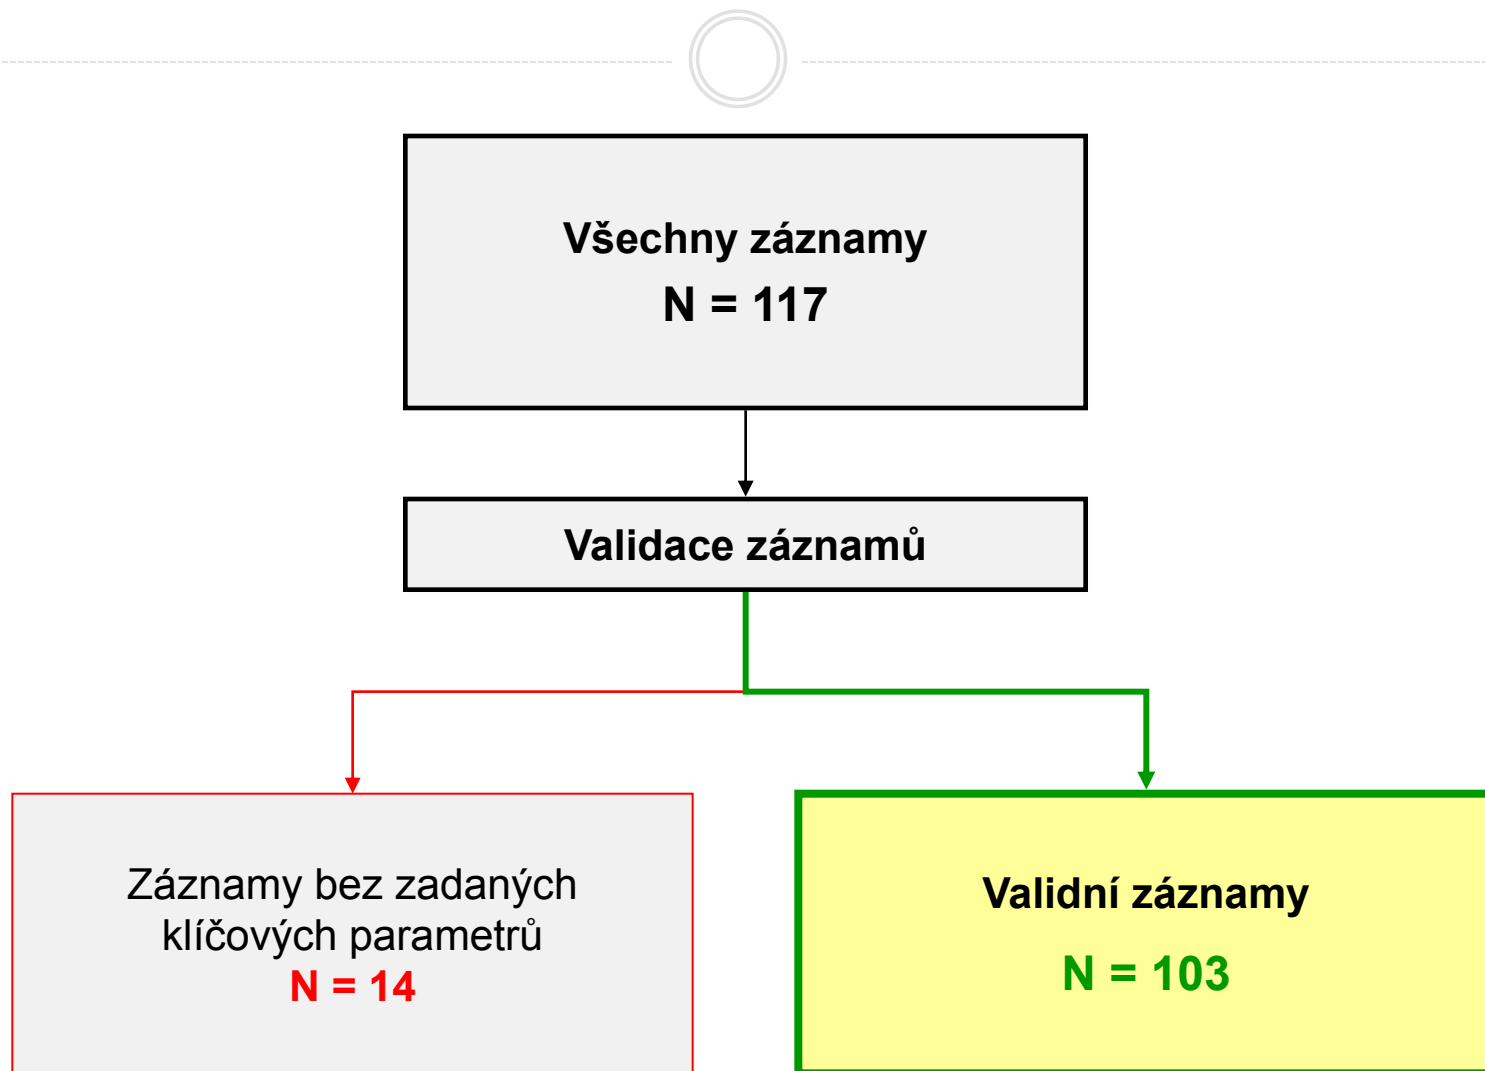 Všechny záznamy
N = 117
Validace záznamů
Záznamy bez zadaných
klíčových parametrů
N = 14
Validní záznamy
N = 103